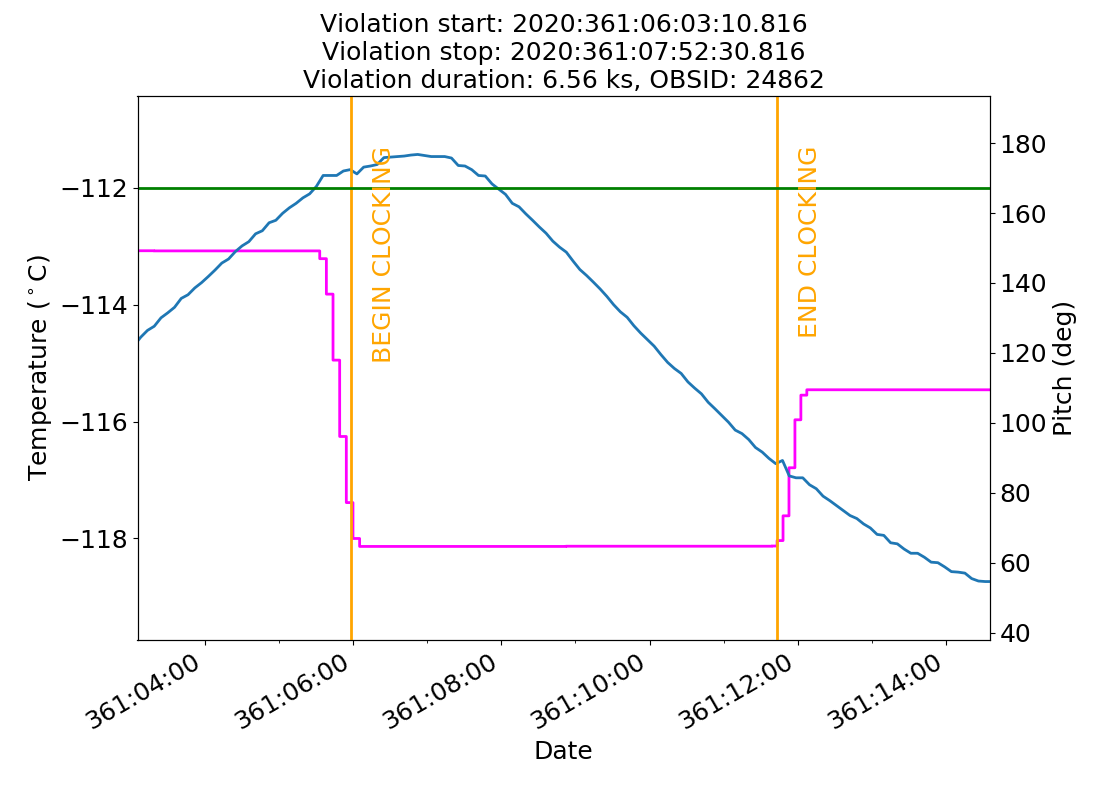 Violation start: 2020:361:06:03:10.816
Violation stop: 2020:361:07:52:30.816
Violation duration: 6.56 ks, OBSID: 24862
BEGIN CLOCKING
END CLOCKING
Temperature (°C)
−112
−114
−116
−118
Pitch (deg)
180
160
140
120
100
80
60
40
361:04:00
361:06:00
361:08:00
361:10:00
361:12:00
361:14:00
Date